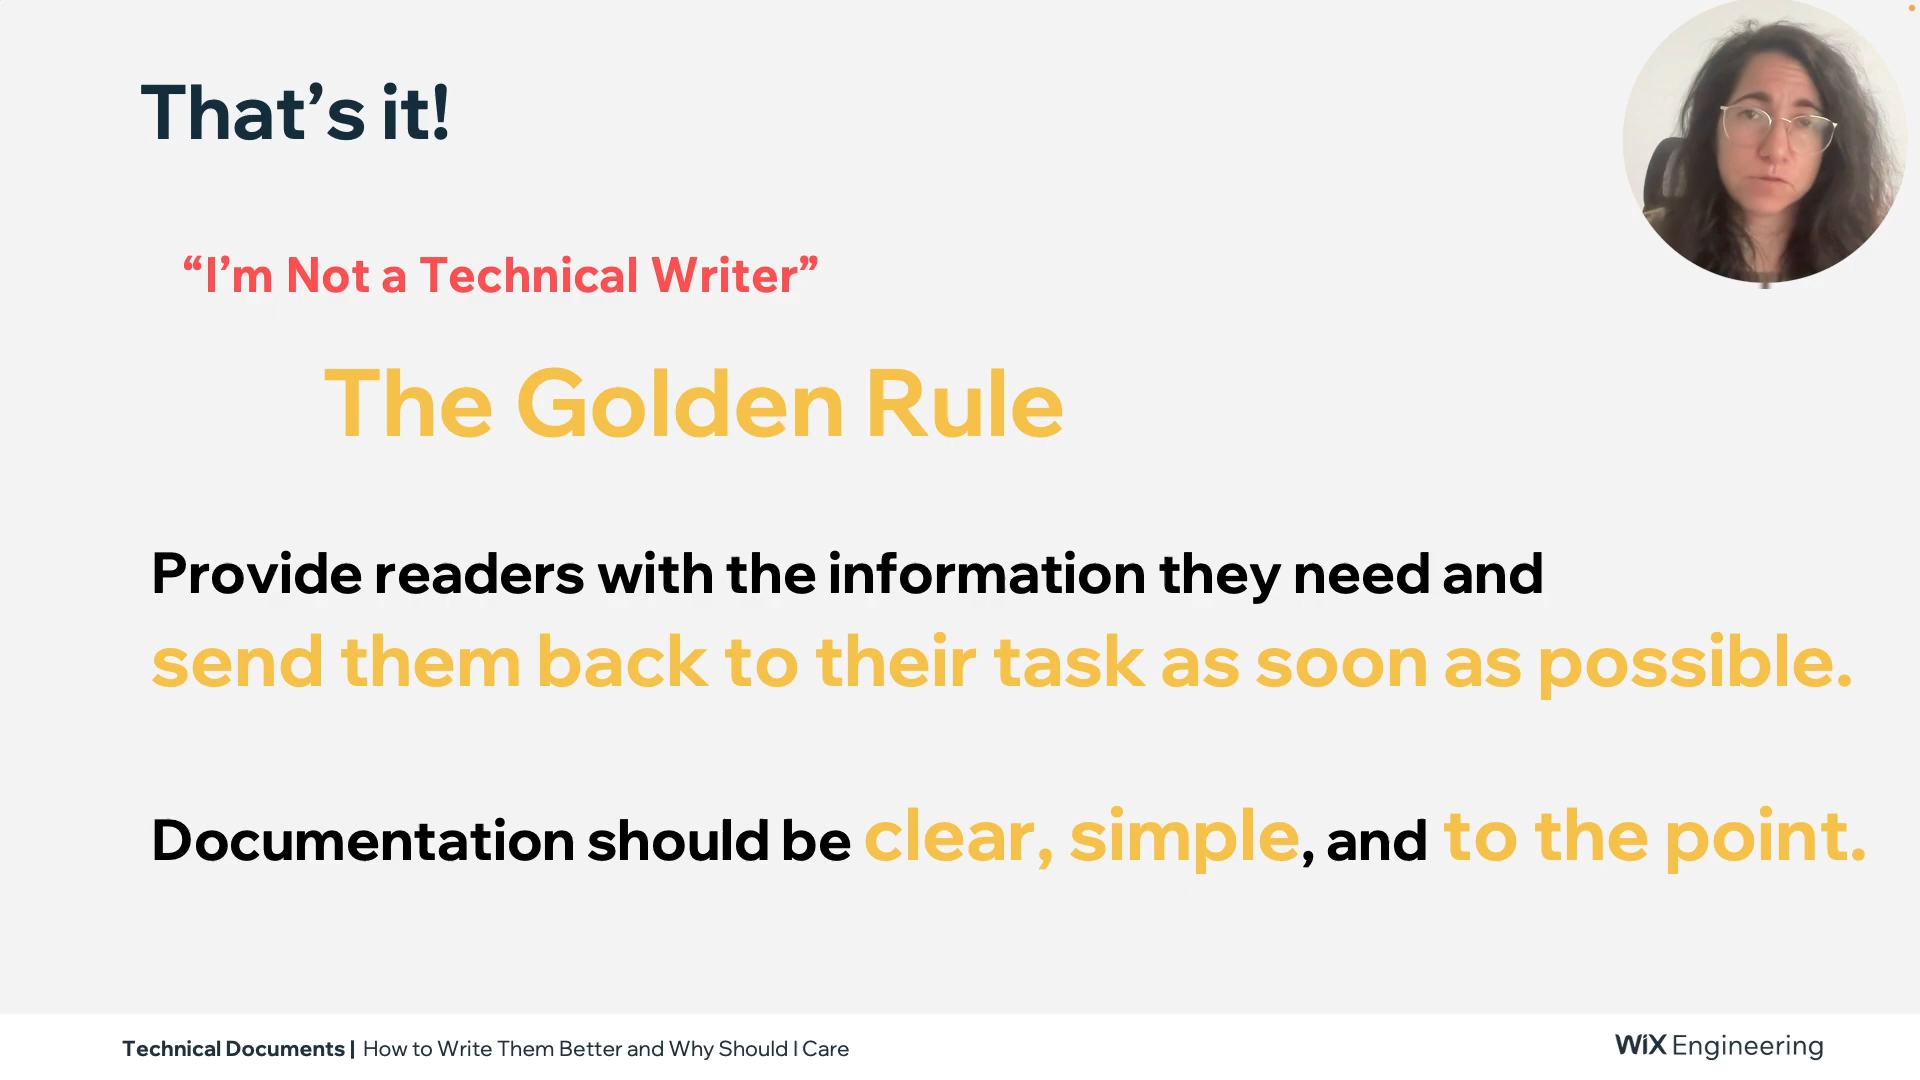 That’s it!
“I’m Not a Technical Writer”
The Golden Rule
Provide readers with the information they need and
send them back to their task as soon as possible.
Documentation should be clear, simple, and to the point.
Technical Documents | How to Write Them Better and Why Should I Care
WiX Engineering